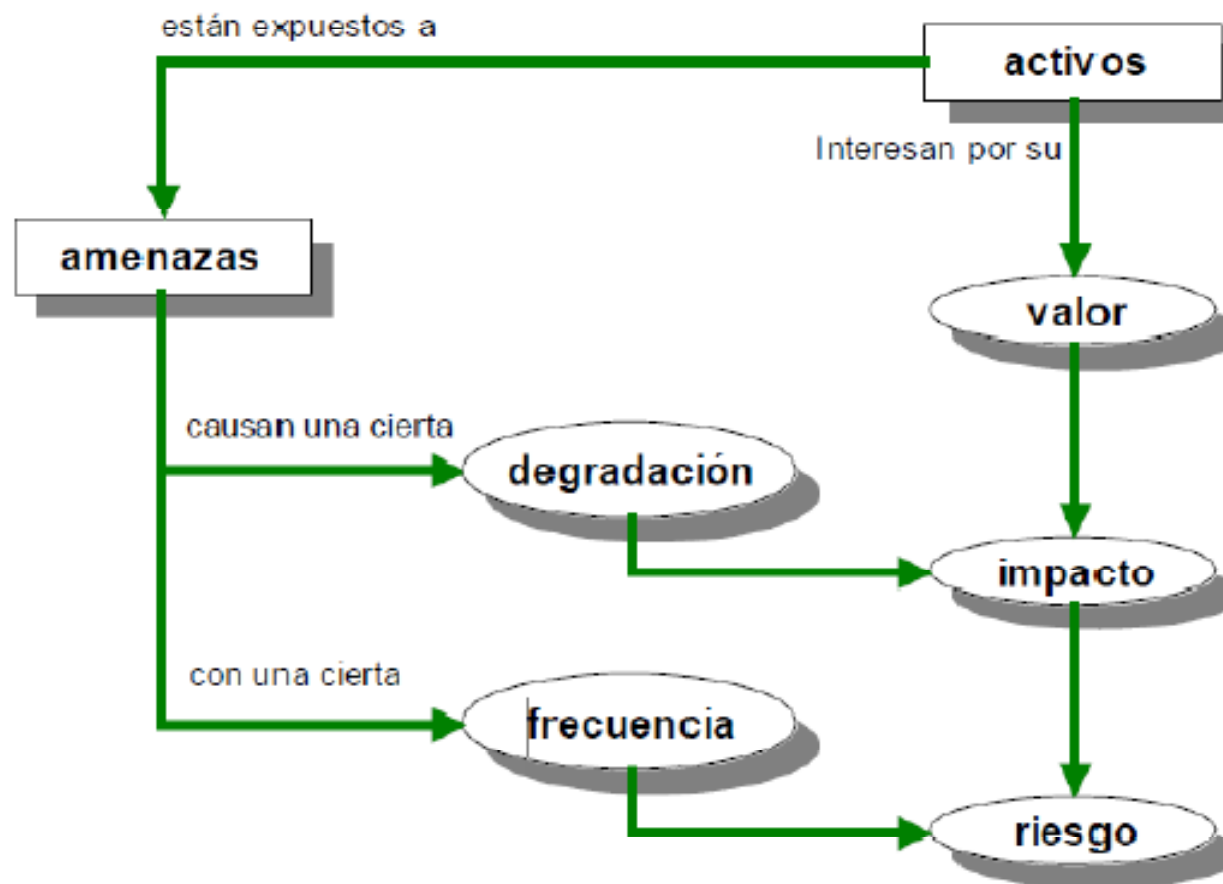 están expuestos a
activos
Interesan por su
amenazas
valor
causan una cierta
degradación
impacto
con una cierta
frecuencia
riesgo